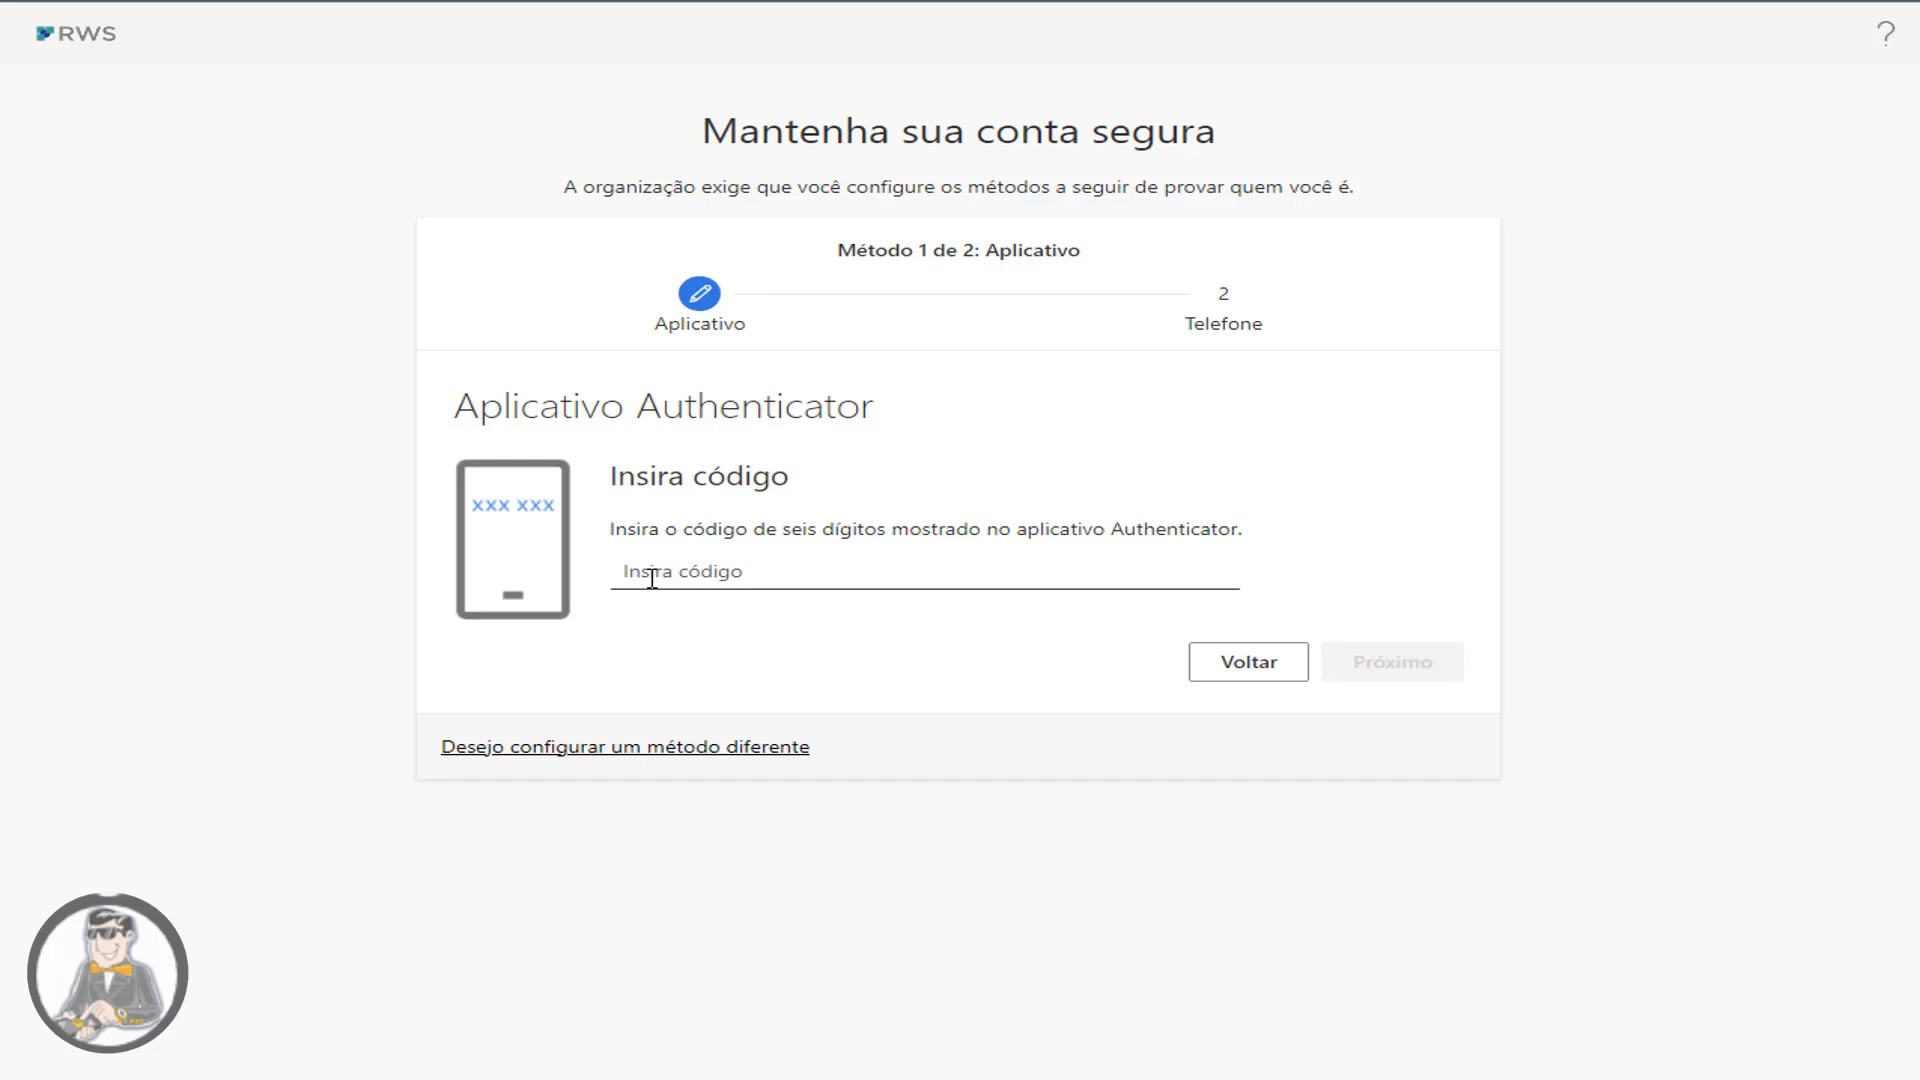 RWS
?
Mantenha sua conta segura
A organização exige que você configure os métodos a seguir de provar quem você é.
Método 1 de 2: Aplicativo
2
Aplicativo
Telefone
Aplicativo Authenticator
xxx xxx
Insira código
Insira o código de seis dígitos mostrado no aplicativo Authenticator.
Insira código
Voltar
Próximo
Desejo configurar um método diferente